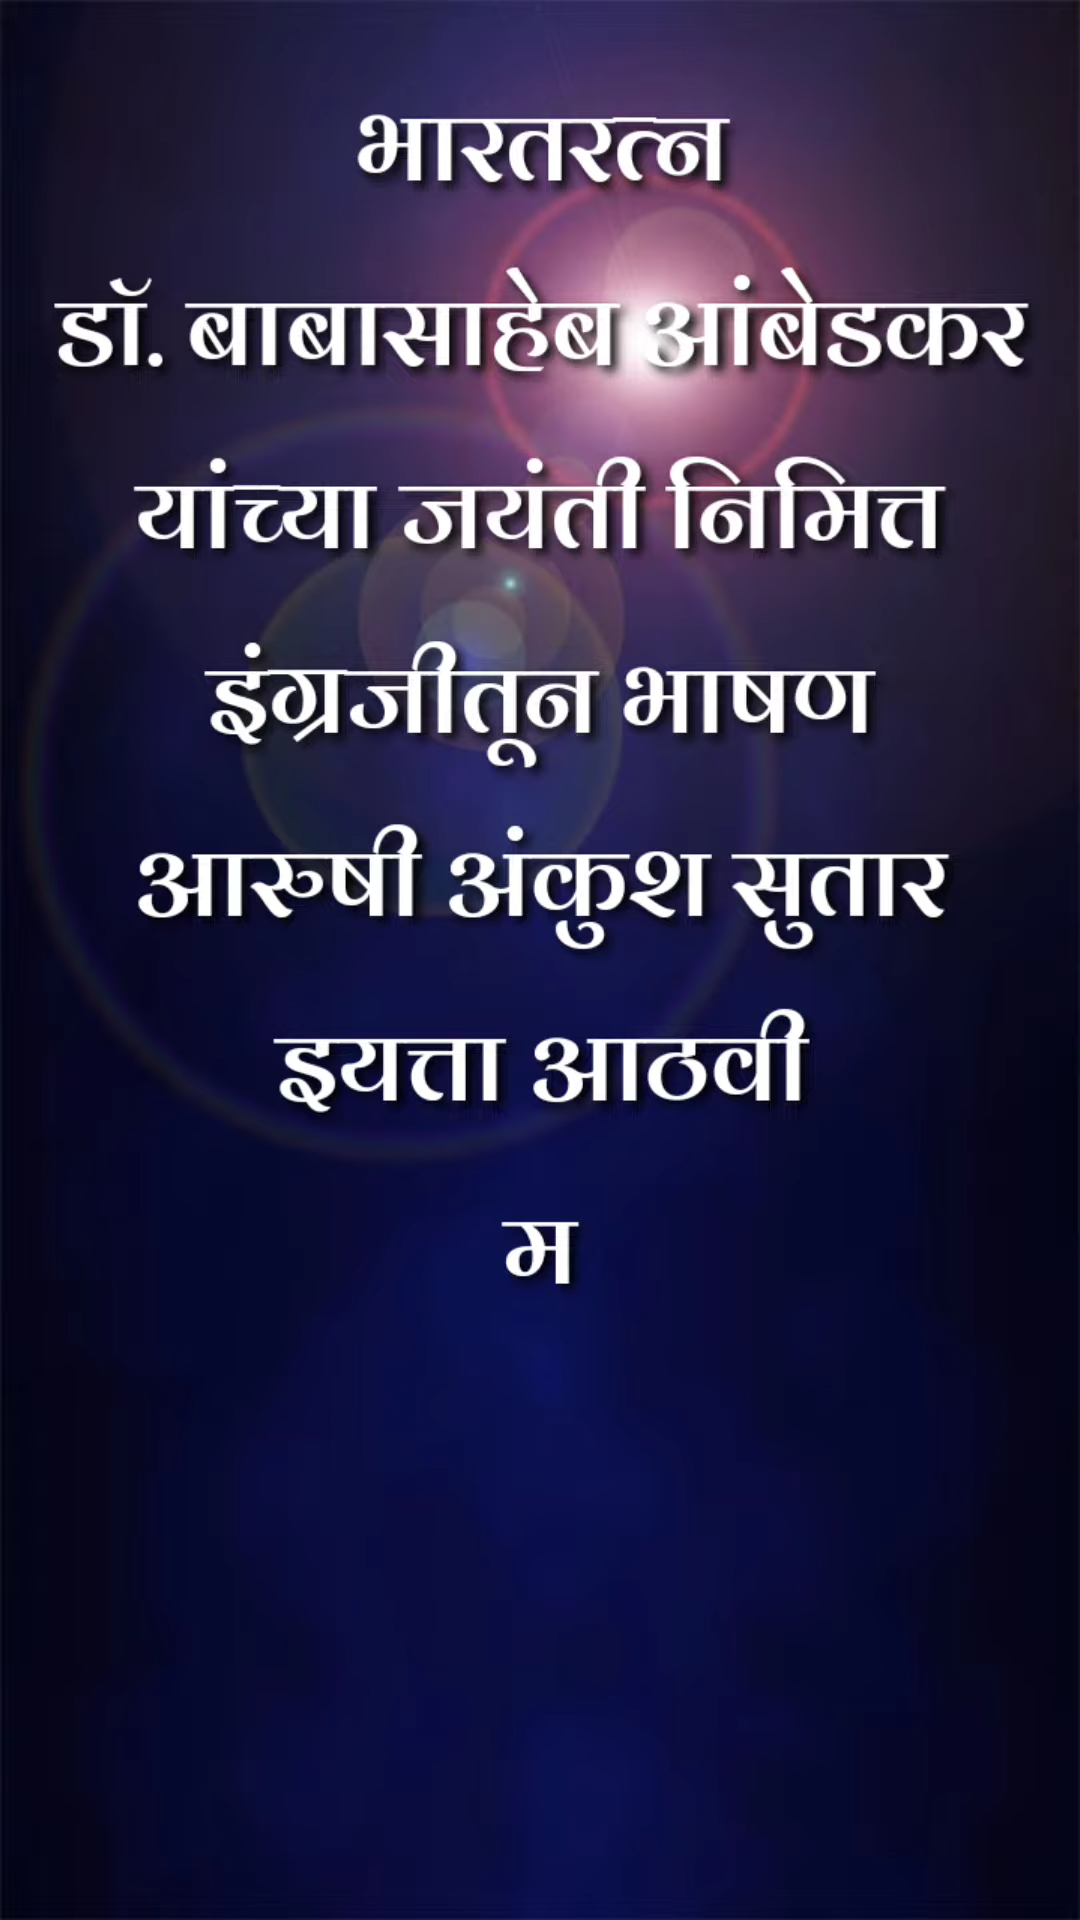 भारतरत्न
डॉ. बाबासाहेब आंबेडकर
यांच्या जयंती निमित्त
इंग्रजीतून भाषण
आरुषी अंकुश सुतार
इयत्ता आठवी
म